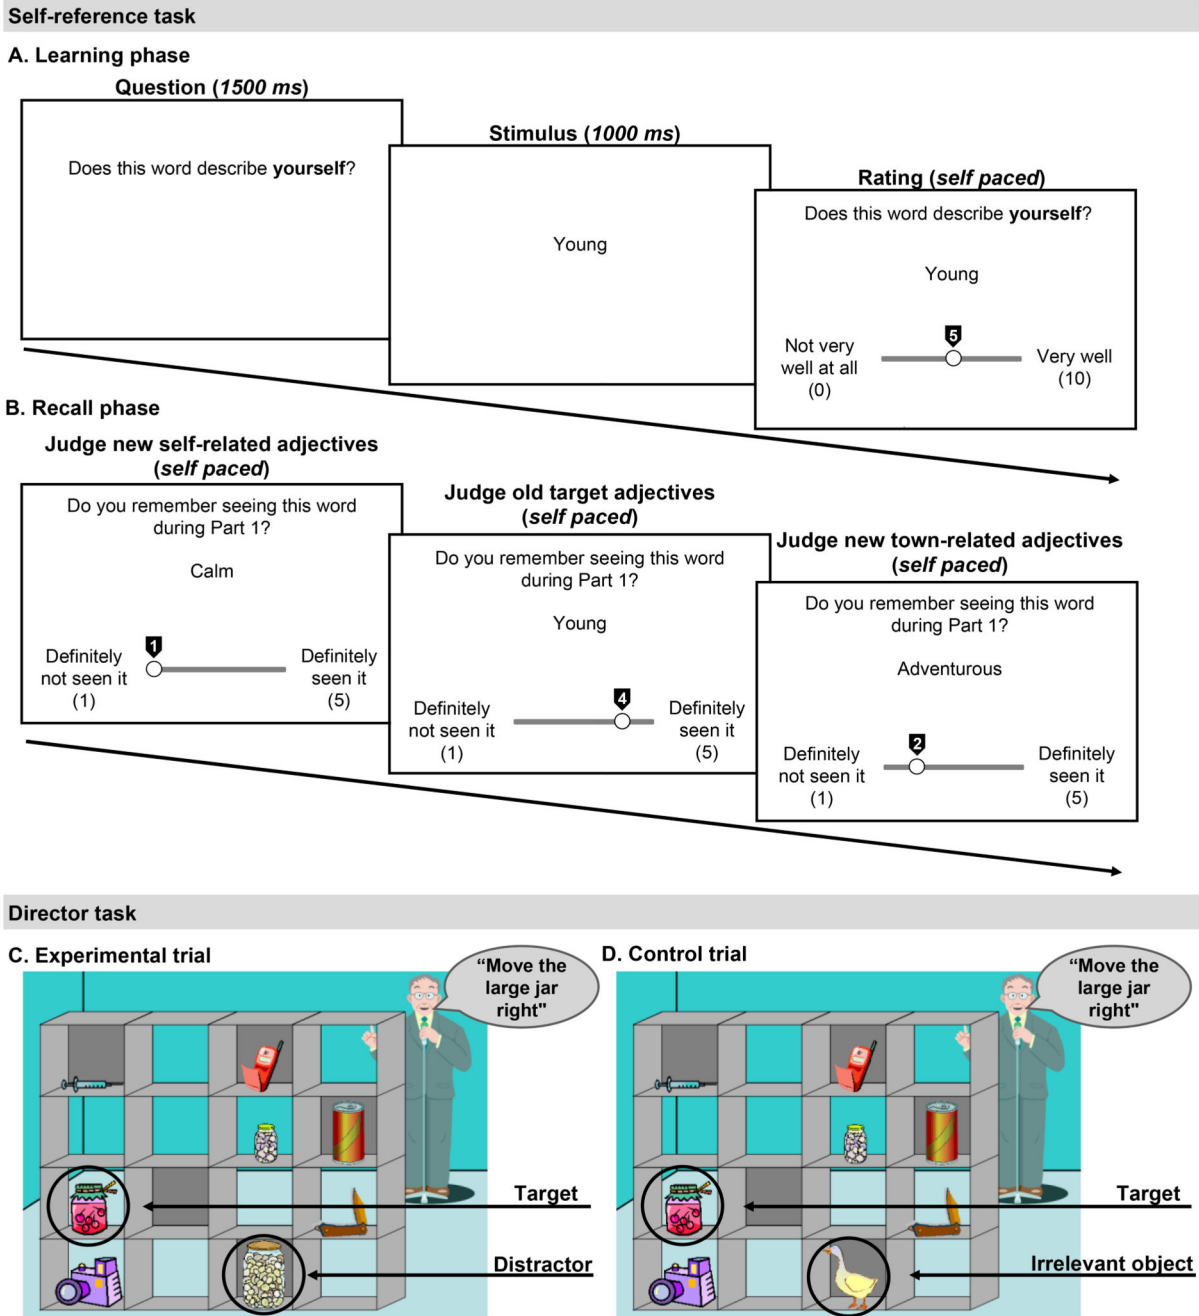 Self-reference task
A. Learning phase
Question (1500 ms)
Does this word describe yourself?
Stimulus (1000 ms)
Young
Rating (self paced)
Does this word describe yourself?
Young
5
Not very
well at all
(0)
Very well
(10)
B. Recall phase
Judge new self-related adjectives
(self paced)
Do you remember seeing this word
during Part 1?
Calm
1
Definitely
not seen it
(1)
Definitely
seen it
(5)
Judge old target adjectives
(self paced)
Do you remember seeing this word
during Part 1?
Young
4
Definitely
not seen it
(1)
Definitely
seen it
(5)
Judge new town-related adjectives
(self paced)
Do you remember seeing this word
during Part 1?
Adventurous
2
Definitely
not seen it
(1)
Definitely
seen it
(5)
Director task
C. Experimental trial
“Move the
large jar
right"
Target
Distractor
D. Control trial
“Move the
large jar
right"
Target
Irrelevant object